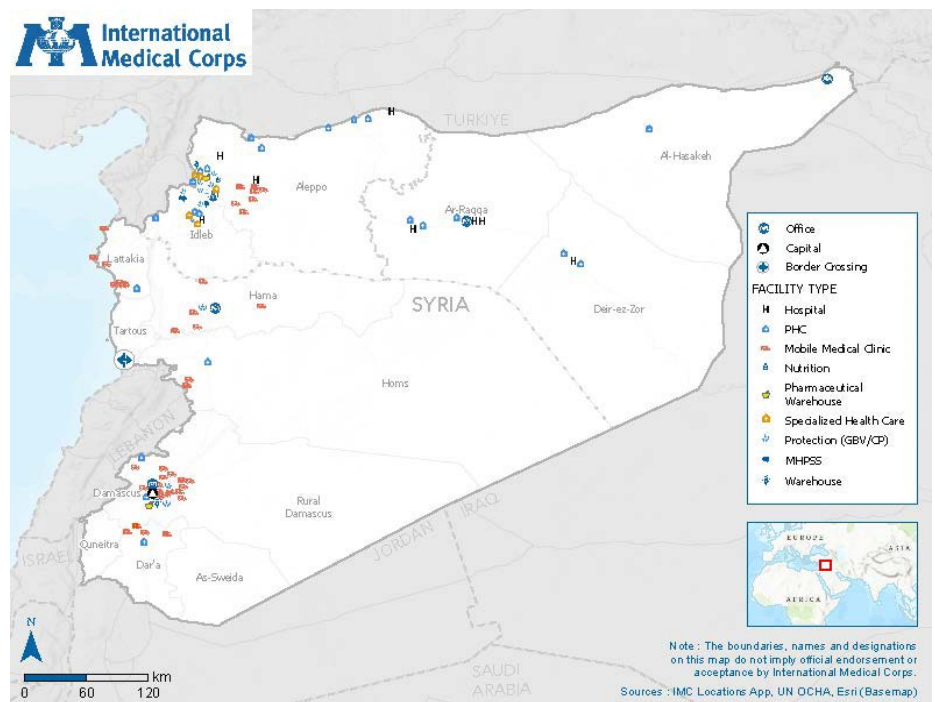 International
Medical Corps
TURKIYE
Al-Hasakeh
Aleppo
Ar-Raqqa
Idleb
Lattakia
Hama
SYRIA
Deir-ez-Zor
Tartous
Homs
LEBANON
Damascus
Rural
Damascus
IRAQ
JORDAN
ISRAEL
Quneitra
Dar'a
As-Sweida
SAUDI
ARABIA
Office
Capital
Border Crossing
FACILITY TYPE
H Hospital
PHC
Mobile Medical Clinic
Nutrition
Pharmaceutical
Warehouse
Specialized Health Care
Protection (GBV/CP)
MHPSS
Warehouse
EUROPE
ASIA
AFRICA
N
km
0 60 120
Note : The boundaries, names and designations
on this map do not imply official endorsement or
acceptance by International Medical Corps.
Sources : IMC Locations App, UN OCHA, Esri (Basemap)